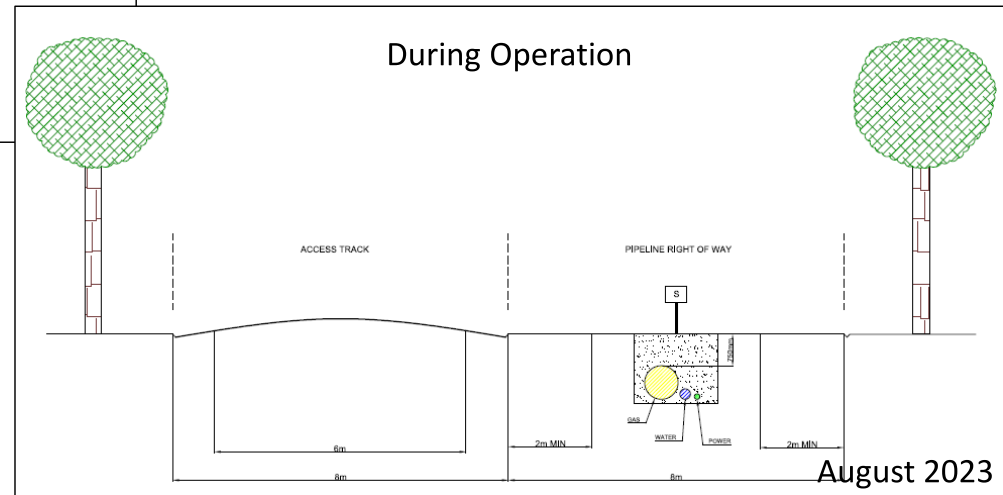 During Operation
ACCESS TRACK
PIPELINE RIGHT OF WAY
S
750mm
GAS
WATER
POWER
6m
2m MIN
2m MIN
8m
8m
August 2023